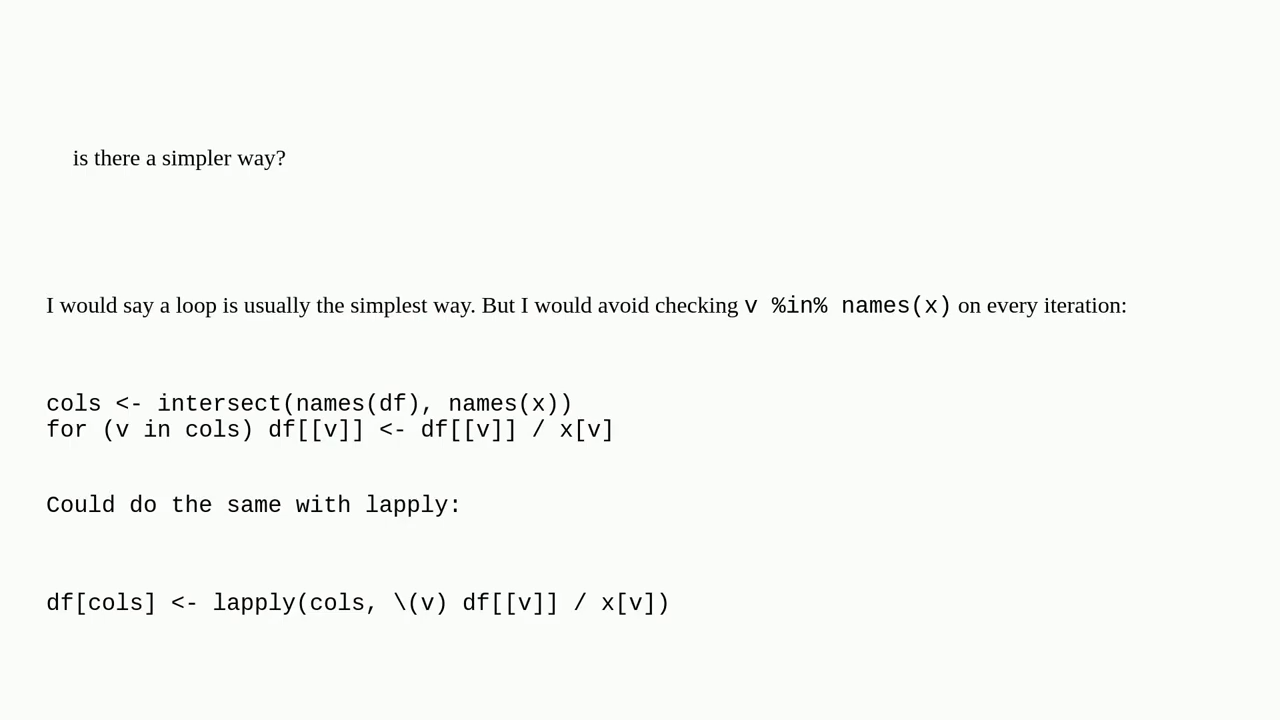 is there a simpler way?
I would say a loop is usually the simplest way. But I would avoid checking v %in% names(x) on every iteration:
cols <- intersect(names(df), names(x))
for (v in cols) df[[v]] <- df[[v]] / x[v]
Could do the same with lapply:
df[cols] <- lapply(cols, \(v) df[[v]] / x[v])